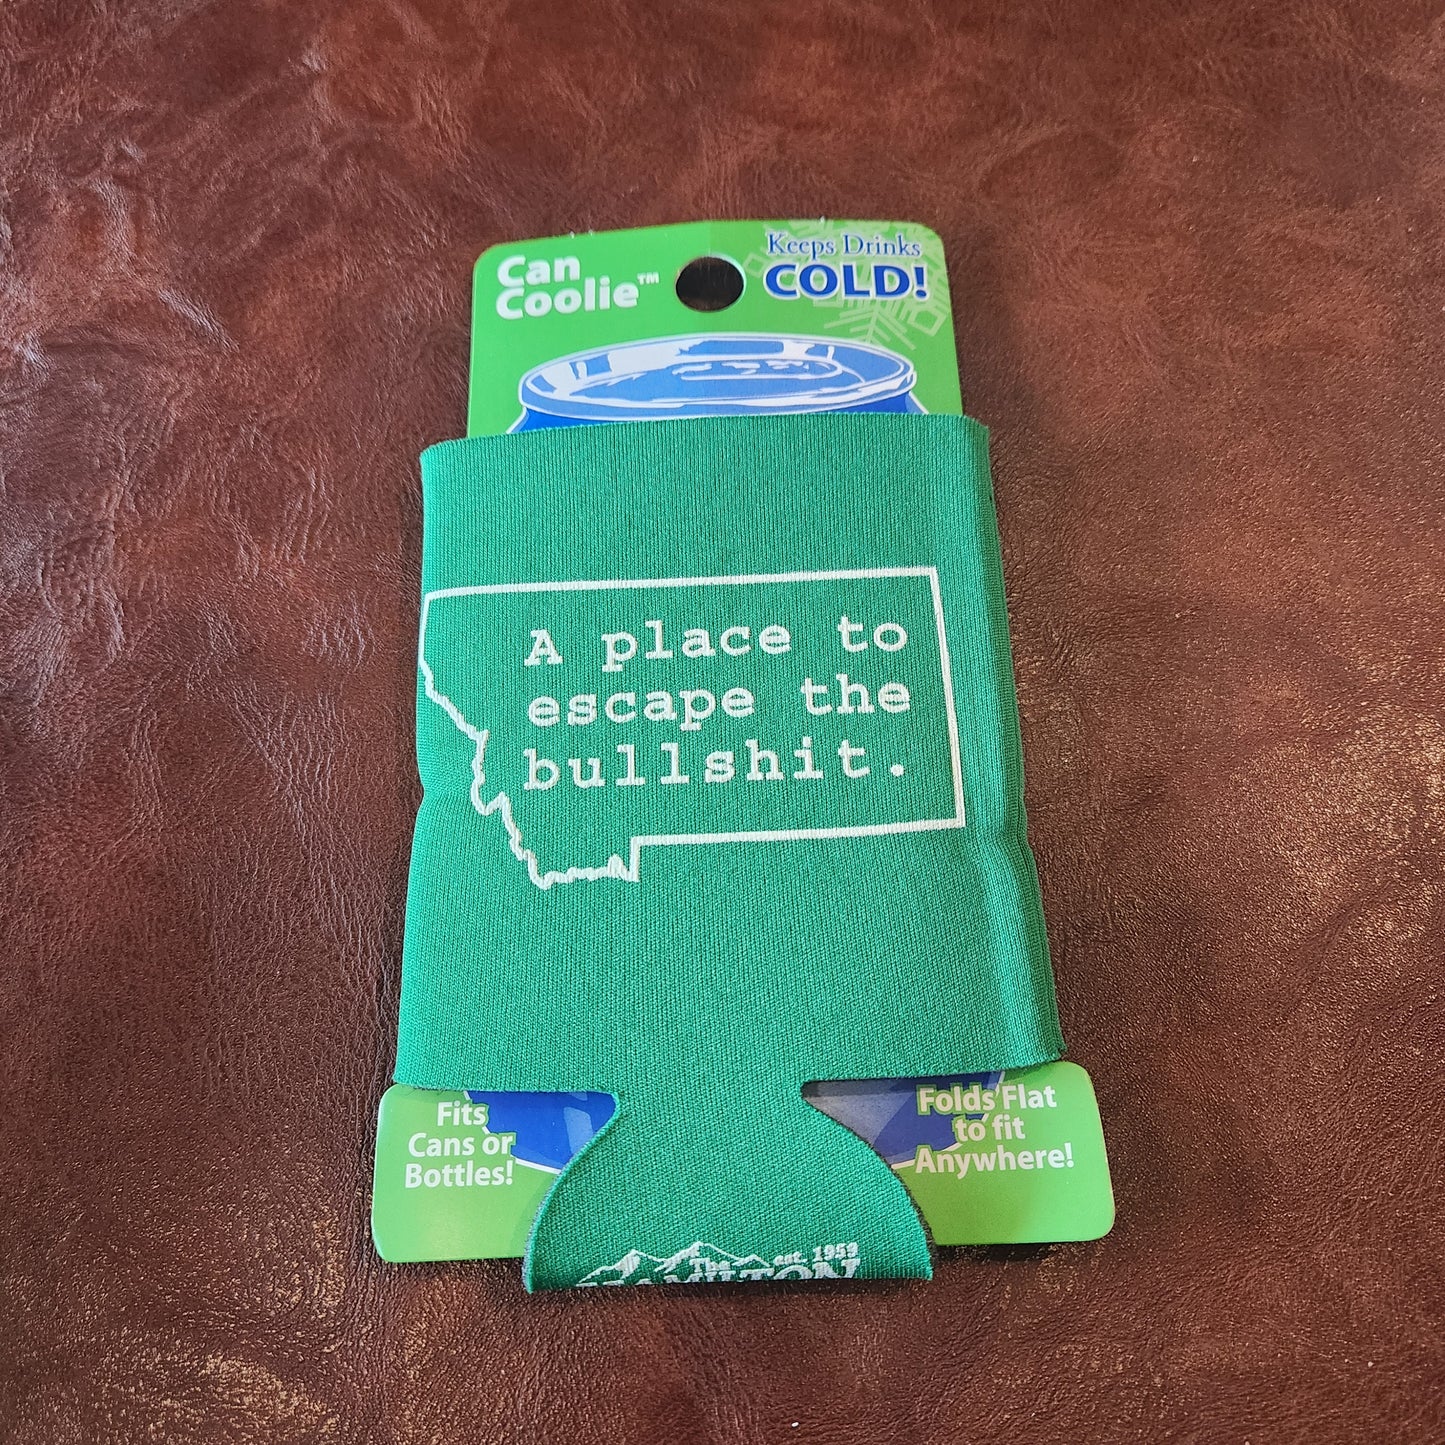 Can
Coolie™
Keeps Drinks
COLD!
A place to
escape the
bullshit.
Fits
Cans or
Bottles!
Folds Flat
to fit
Anywhere!
The est. 1959
HAMILTON